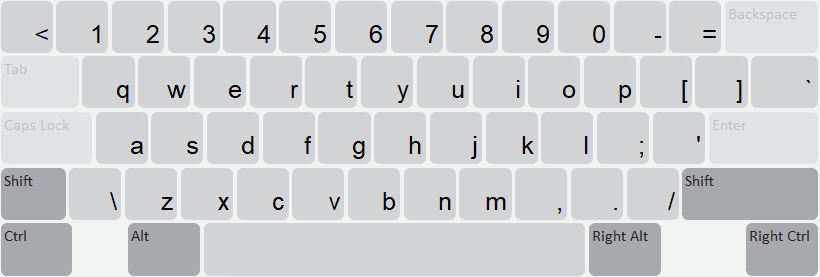 < 1 2 3 4 5 6 7 8 9 0 - = Backspace
Tab q w e r t y u i o p [ ] `
Caps Lock a s d f g h j k l ; ' Enter
Shift \ z x c v b n m , . / Shift
Ctrl Alt Right Alt Right Ctrl